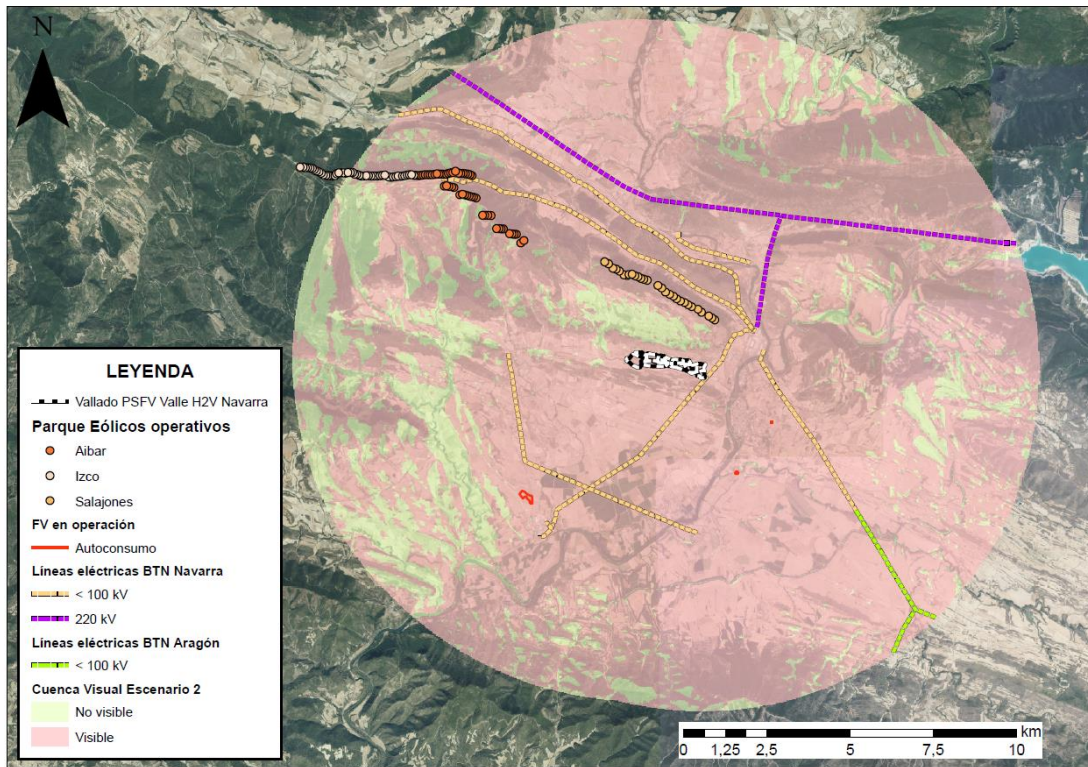 N
LEYENDA
Vallado PSFV Valle H2V Navarra
Parque Eólicos operativos
Aibar
Izco
Salajones
FV en operación
Autoconsumo
Líneas eléctricas BTN Navarra
< 100 kV
220 kV
Líneas eléctricas BTN Aragón
< 100 kV
Cuenca Visual Escenario 2
No visible
Visible
km
0 1,25 2,5 5 7,5 10